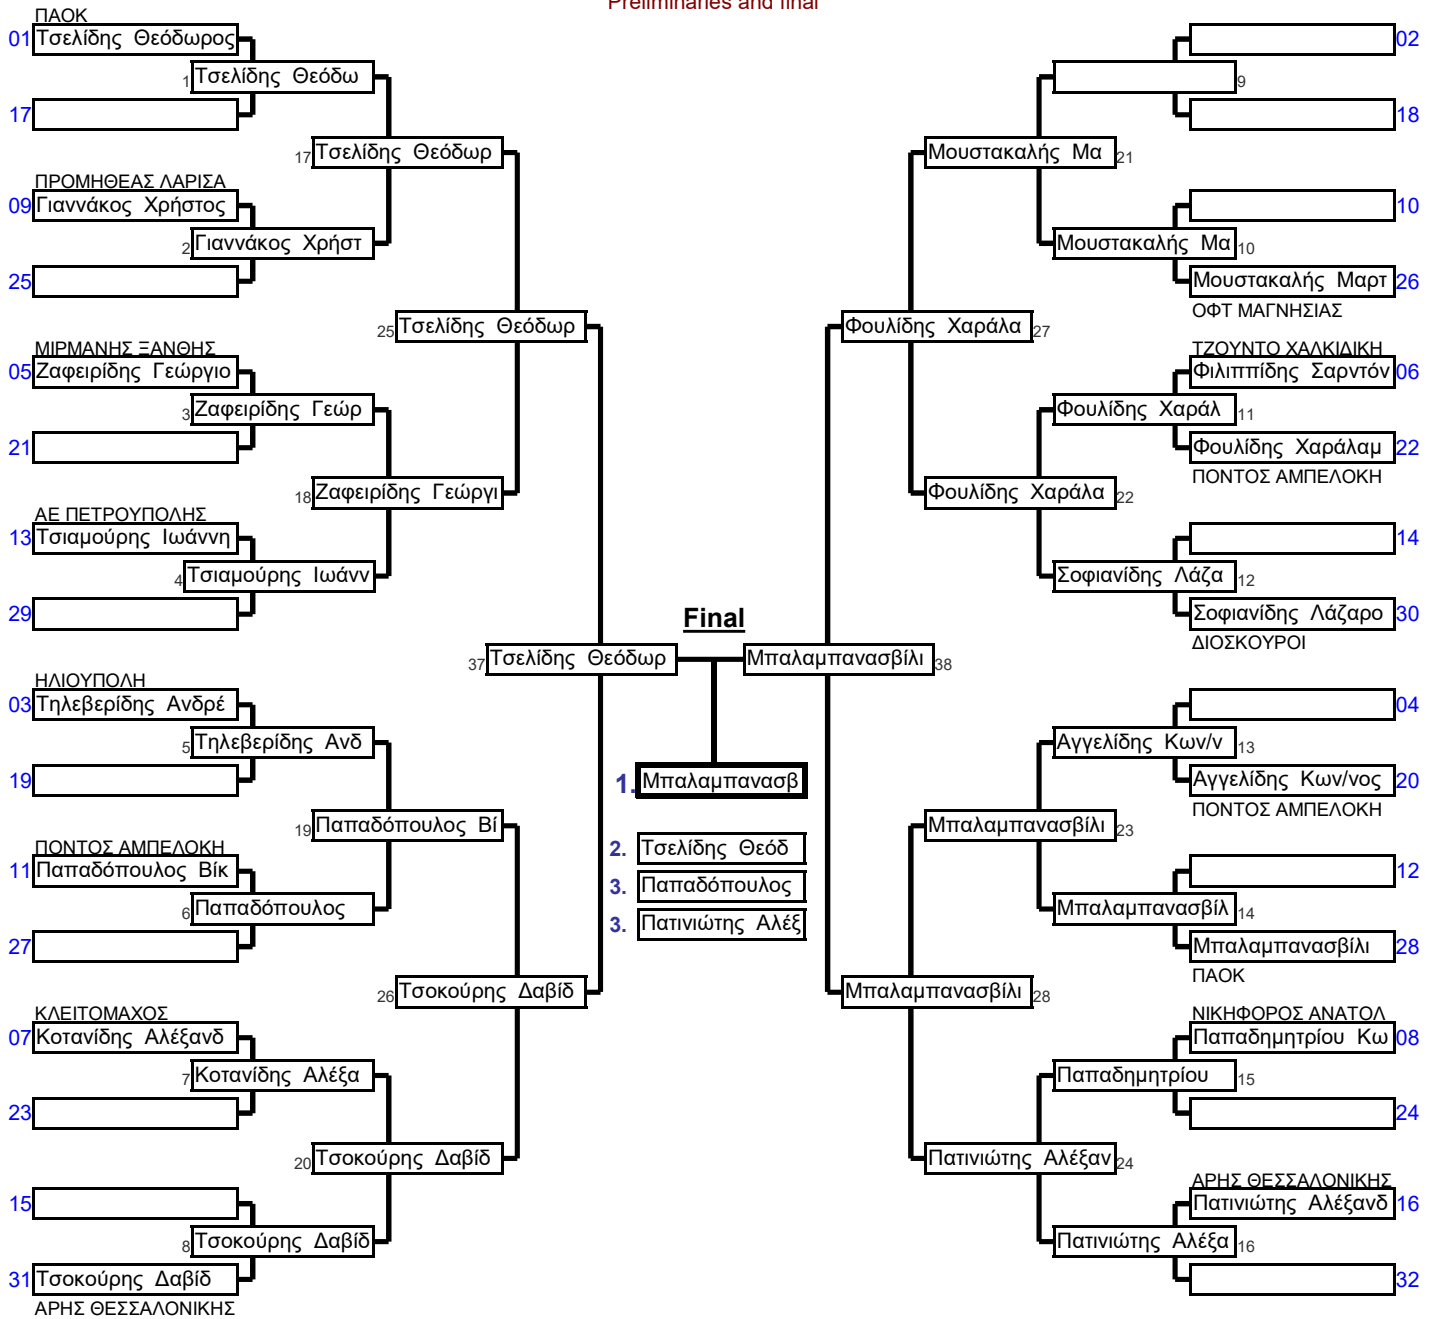 Preliminaries and final
ΠΑΟΚ
01 Τσελίδης Θεόδωρος
1 Τσελίδης Θεόδω
17
17 Τσελίδης Θεόδωρ
ΠΡΟΜΗΘΕΑΣ ΛΑΡΙΣΑ
09 Γιαννάκος Χρήστος
2 Γιαννάκος Χρήστ
25
25 Τσελίδης Θεόδωρ
ΜΙΡΜΑΝΗΣ ΞΑΝΘΗΣ
05 Ζαφειρίδης Γεώργιο
3 Ζαφειρίδης Γεώρ
21
18 Ζαφειρίδης Γεώργι
ΑΕ ΠΕΤΡΟΥΠΟΛΗΣ
13 Τσιαμούρης Ιωάννη
4 Τσιαμούρης Ιωάνν
29
37 Τσελίδης Θεόδωρ
ΗΛΙΟΥΠΟΛΗ
03 Τηλεβερίδης Ανδρέ
5 Τηλεβερίδης Ανδ
19
19 Παπαδόπουλος Βί
ΠΟΝΤΟΣ ΑΜΠΕΛΟΚΗ
11 Παπαδόπουλος Βίκ
6 Παπαδόπουλος
27
26 Τσοκούρης Δαβίδ
ΚΛΕΙΤΟΜΑΧΟΣ
07 Κοτανίδης Αλέξανδ
7 Κοτανίδης Αλέξα
23
20 Τσοκούρης Δαβίδ
15
8 Τσοκούρης Δαβίδ
31 Τσοκούρης Δαβίδ
ΑΡΗΣ ΘΕΣΣΑΛΟΝΙΚΗΣ
Final
1. Μπαλαμπανασβ
2. Τσελίδης Θεόδ
3. Παπαδόπουλος
3. Πατινιώτης Αλέξ
02
9
18
Μουστακαλής Μα 21
10
Μουστακαλής Μα 10
Μουστακαλής Μαρτ 26
ΟΦΤ ΜΑΓΝΗΣΙΑΣ
Φουλίδης Χαράλα 27
ΤΖΟΥΝΤΟ ΧΑΛΚΙΔΙΚΗ
Φιλιππίδης Σαρντόν 06
Φουλίδης Χαράλ 11
Φουλίδης Χαράλαμ 22
ΠΟΝΤΟΣ ΑΜΠΕΛΟΚΗ
Φουλίδης Χαράλα 22
14
Σοφιανίδης Λάζα 12
Σοφιανίδης Λάζαρο 30
ΔΙΟΣΚΟΥΡΟΙ
Μπαλαμπανασβίλι 38
04
Αγγελίδης Κων/ν 13
Αγγελίδης Κων/νος 20
ΠΟΝΤΟΣ ΑΜΠΕΛΟΚΗ
Μπαλαμπανασβίλι 23
12
Μπαλαμπανασβίλ 14
Μπαλαμπανασβίλι 28
ΠΑΟΚ
Μπαλαμπανασβίλι 28
ΝΙΚΗΦΟΡΟΣ ΑΝΑΤΟΛ
Παπαδημητρίου Κω 08
Παπαδημητρίου 15
24
Πατινιώτης Αλέξαν 24
ΑΡΗΣ ΘΕΣΣΑΛΟΝΙΚΗΣ
Πατινιώτης Αλέξανδ 16
Πατινιώτης Αλέξα 16
32